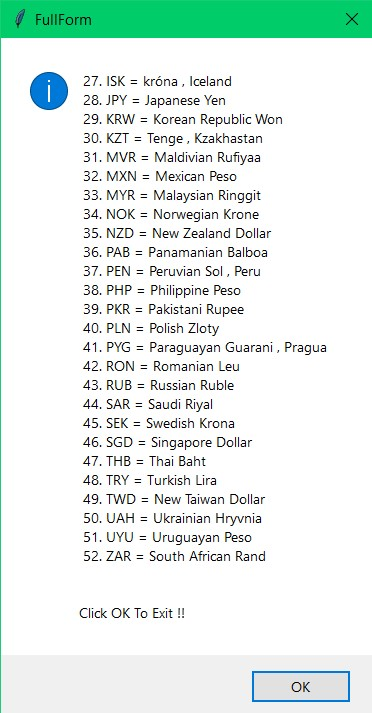 FullForm
27. ISK = króna , Iceland
28. JPY = Japanese Yen
29. KRW = Korean Republic Won
30. KZT = Tenge , Kzakhastan
31. MVR = Maldivian Rufiyaa
32. MXN = Mexican Peso
33. MYR = Malaysian Ringgit
34. NOK = Norwegian Krone
35. NZD = New Zealand Dollar
36. PAB = Panamanian Balboa
37. PEN = Peruvian Sol , Peru
38. PHP = Philippine Peso
39. PKR = Pakistani Rupee
40. PLN = Polish Zloty
41. PYG = Paraguayan Guarani , Pragua
42. RON = Romanian Leu
43. RUB = Russian Ruble
44. SAR = Saudi Riyal
45. SEK = Swedish Krona
46. SGD = Singapore Dollar
47. THB = Thai Baht
48. TRY = Turkish Lira
49. TWD = New Taiwan Dollar
50. UAH = Ukrainian Hryvnia
51. UYU = Uruguayan Peso
52. ZAR = South African Rand
Click OK To Exit !!
OK